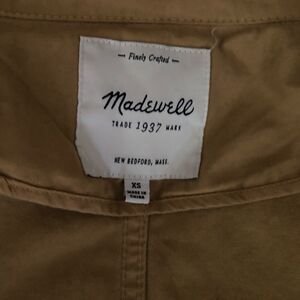 Finely Crafted
Madewell
TRADE 1937 MARK
NEW BEDFORD, MASS.
XS
MADE IN
CHINA